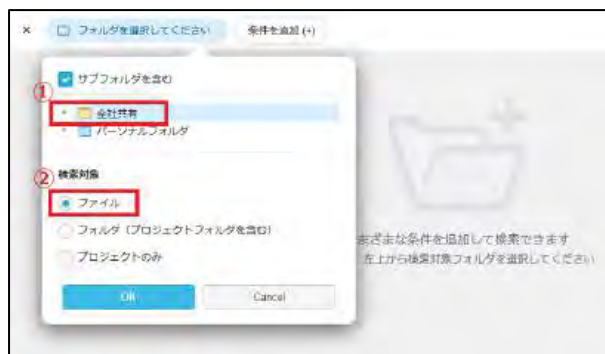 × フォルダを選択してください 条件を追加 (+)
サブフォルダを含む
①
全社共有
パーソナルフォルダ
② 検索対象
ファイル
フォルダ (プロジェクトフォルダを含む)
プロジェクトのみ
OK Cancel
まざまな条件を追加して検索できます
左上から検索対象フォルダを選択してください